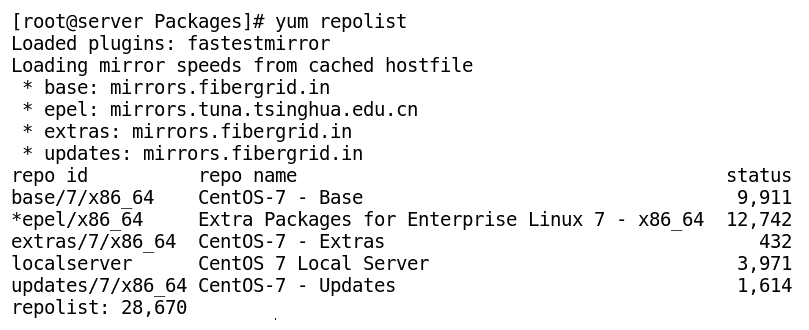 [root@server Packages]# yum repolist
Loaded plugins: fastestmirror
Loading mirror speeds from cached hostfile
 * base: mirrors.fibergrid.in
 * epel: mirrors.tuna.tsinghua.edu.cn
 * extras: mirrors.fibergrid.in
 * updates: mirrors.fibergrid.in
repo id          repo name                                       status
base/7/x86_64    CentOS-7 - Base                                  9,911
*epel/x86_64     Extra Packages for Enterprise Linux 7 - x86_64  12,742
extras/7/x86_64  CentOS-7 - Extras                                  432
localserver      CentOS 7 Local Server                            3,971
updates/7/x86_64 CentOS-7 - Updates                               1,614
repolist: 28,670